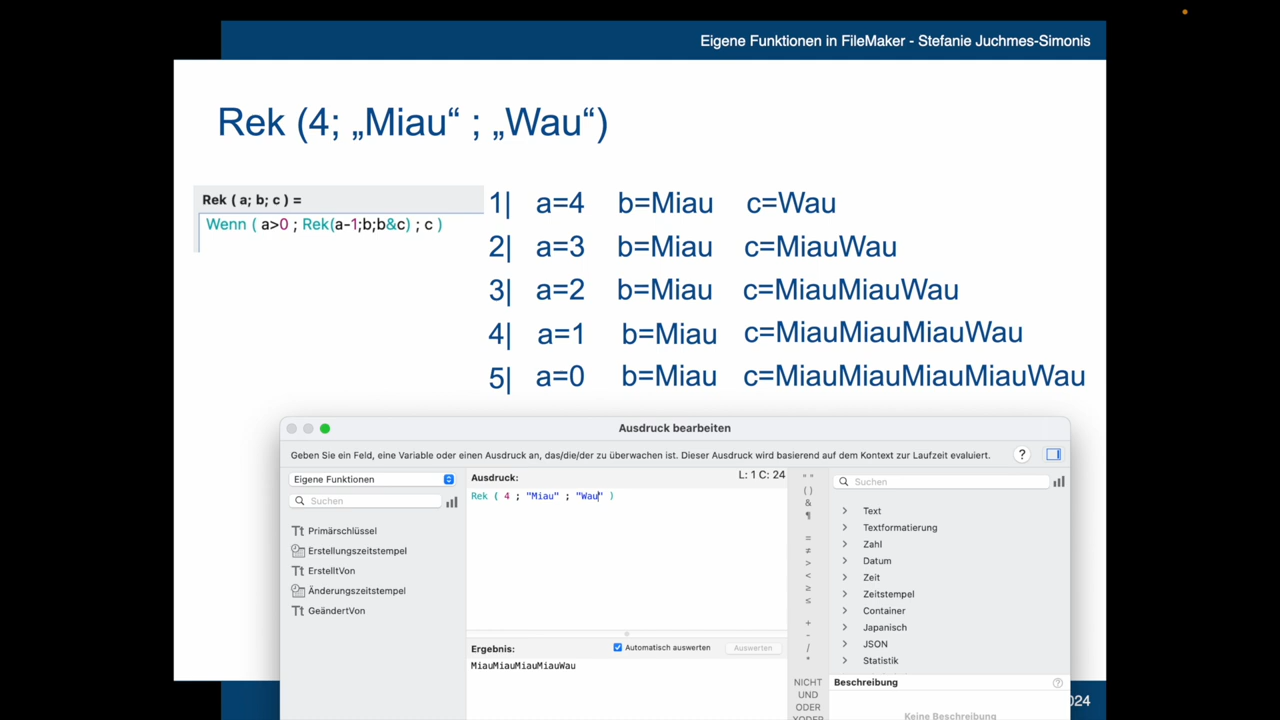 Eigene Funktionen in FileMaker - Stefanie Juchmes-Simonis
Rek (4; „Miau“ ; „Wau“)
Rek ( a; b; c ) =
Wenn ( a>0 ; Rek(a-1;b;b&c) ; c )
1| a=4 b=Miau c=Wau
2| a=3 b=Miau c=MiauWau
3| a=2 b=Miau c=MiauMiauWau
4| a=1 b=Miau c=MiauMiauMiauWau
5| a=0 b=Miau c=MiauMiauMiauMiauWau
Ausdruck bearbeiten
Geben Sie ein Feld, eine Variable oder einen Ausdruck an, das/die/der zu überwachen ist. Dieser Ausdruck wird basierend auf dem Kontext zur Laufzeit evaluiert.
?
Eigene Funktionen
Suchen
Tt Primärschlüssel
Erstellungszeitstempel
Tt ErstelltVon
Änderungszeitstempel
Tt GeändertVon
Ausdruck:
L: 1 C: 24
Rek ( 4 ; "Miau" ; "Wau" )
Ergebnis:
Automatisch auswerten
Auswerten
MiauMiauMiauMiauWau
" "
( )
&
¶
=
≠
>
<
≥
≤
+
-
/
*
NICHT
UND
ODER
XODER
Suchen
Text
Textformatierung
Zahl
Datum
Zeit
Zeitstempel
Container
Japanisch
JSON
Statistik
Beschreibung
?
Keine Beschreibung
024